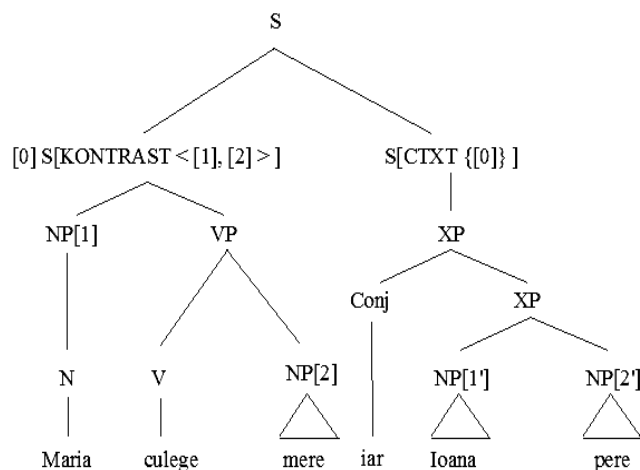 S
[0] S[KONTRAST < [1], [2] > ] S[CTXT {[0]} ]
NP[1] VP XP
Conj XP
N V NP[2] NP[1'] NP[2']
Maria culege mere iar Ioana pere